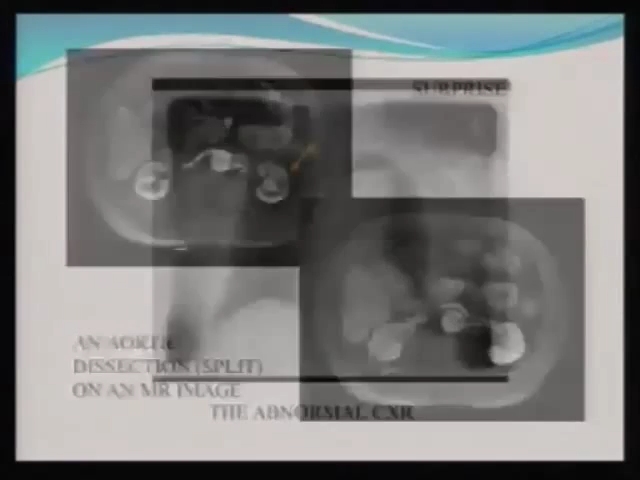 SURPRISE
AN AORTIC
DISSECTION (SPLIT)
ON AN MR IMAGE
THE ABNORMAL CXR